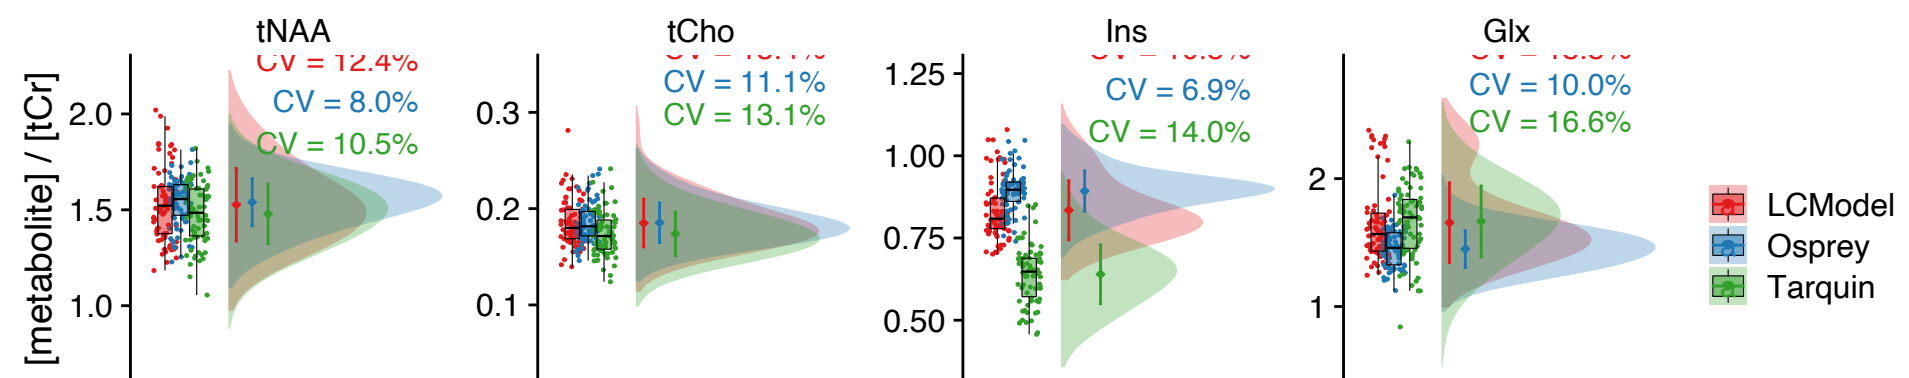 tNAA
tCho
Ins
Glx
[metabolite] / [tCr]
CV = 12.4%
CV = 8.0%
CV = 10.5%
2.0
1.5
1.0
CV =
CV = 11.1%
CV = 13.1%
0.3
0.2
0.1
CV =
CV = 6.9%
CV = 14.0%
1.25
1.00
0.75
0.50
CV =
CV = 10.0%
CV = 16.6%
2
1
LCModel
Osprey
Tarquin